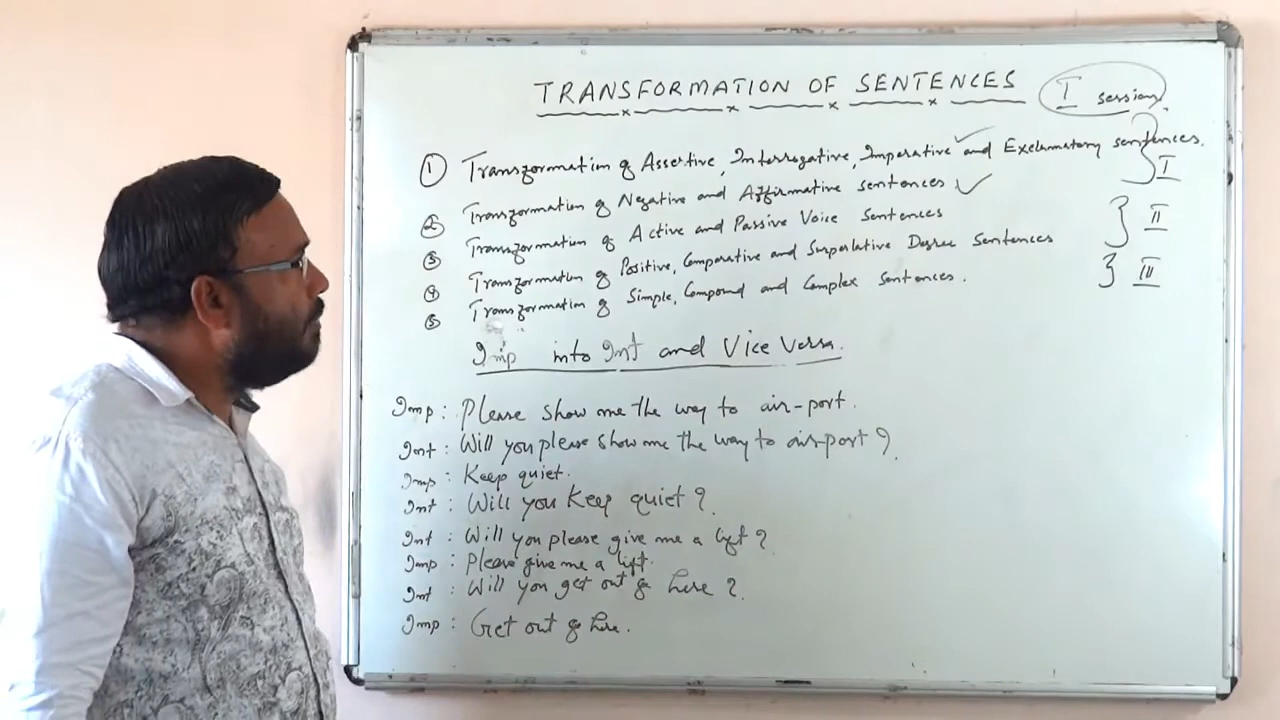 TRANSFORMATION OF SENTENCES I session
① Transformation of Assertive, Interrogative, Imperative and Exclamatory sentences. I
② Transformation of Negative and Affirmative sentences
③ Transformation of Active and Passive Voice Sentences II
④ Transformation of Positive, Comparative and Superlative Degree Sentences
⑤ Transformation of Simple, Compound and Complex Sentences. III
Imp into Int and Vice Versa.
Imp : Please show me the way to air-port.
Int : Will you please show me the way to air-port ?
Imp : Keep quiet.
Int : Will you Keep quiet ?
Int : Will you please give me a lift ?
Imp : Please give me a lift.
Int : Will you get out of here ?
Imp : Get out of here.